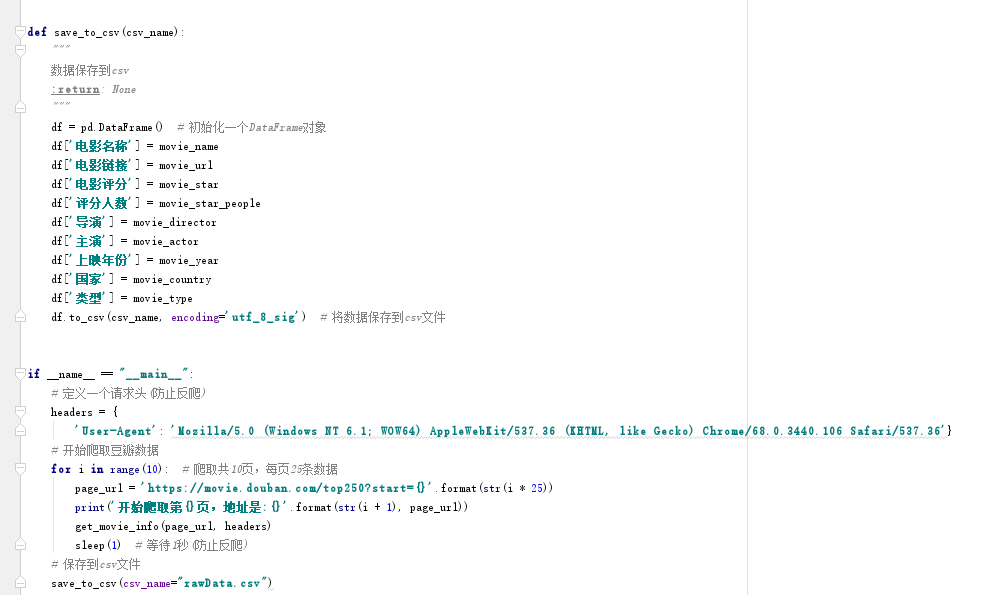 def save_to_csv(csv_name):
"""
数据保存到csv
:return: None
"""
df = pd.DataFrame()  # 初始化一个DataFrame对象
df['电影名称'] = movie_name
df['电影链接'] = movie_url
df['电影评分'] = movie_star
df['评分人数'] = movie_star_people
df['导演'] = movie_director
df['主演'] = movie_actor
df['上映年份'] = movie_year
df['国家'] = movie_country
df['类型'] = movie_type
df.to_csv(csv_name, encoding='utf_8_sig')  # 将数据保存到csv文件
if __name__ == "__main__":
# 定义一个请求头(防止反爬)
headers = {
'User-Agent': 'Mozilla/5.0 (Windows NT 6.1; WOW64) AppleWebKit/537.36 (KHTML, like Gecko) Chrome/68.0.3440.106 Safari/537.36'}
# 开始爬取豆瓣数据
for i in range(10):  # 爬取共10页，每页25条数据
page_url = 'https://movie.douban.com/top250?start={}'.format(str(i * 25))
print('开始爬取第{}页，地址是:{}'.format(str(i + 1), page_url))
get_movie_info(page_url, headers)
sleep(1)  # 等待1秒(防止反爬)
# 保存到csv文件
save_to_csv(csv_name="rawData.csv")